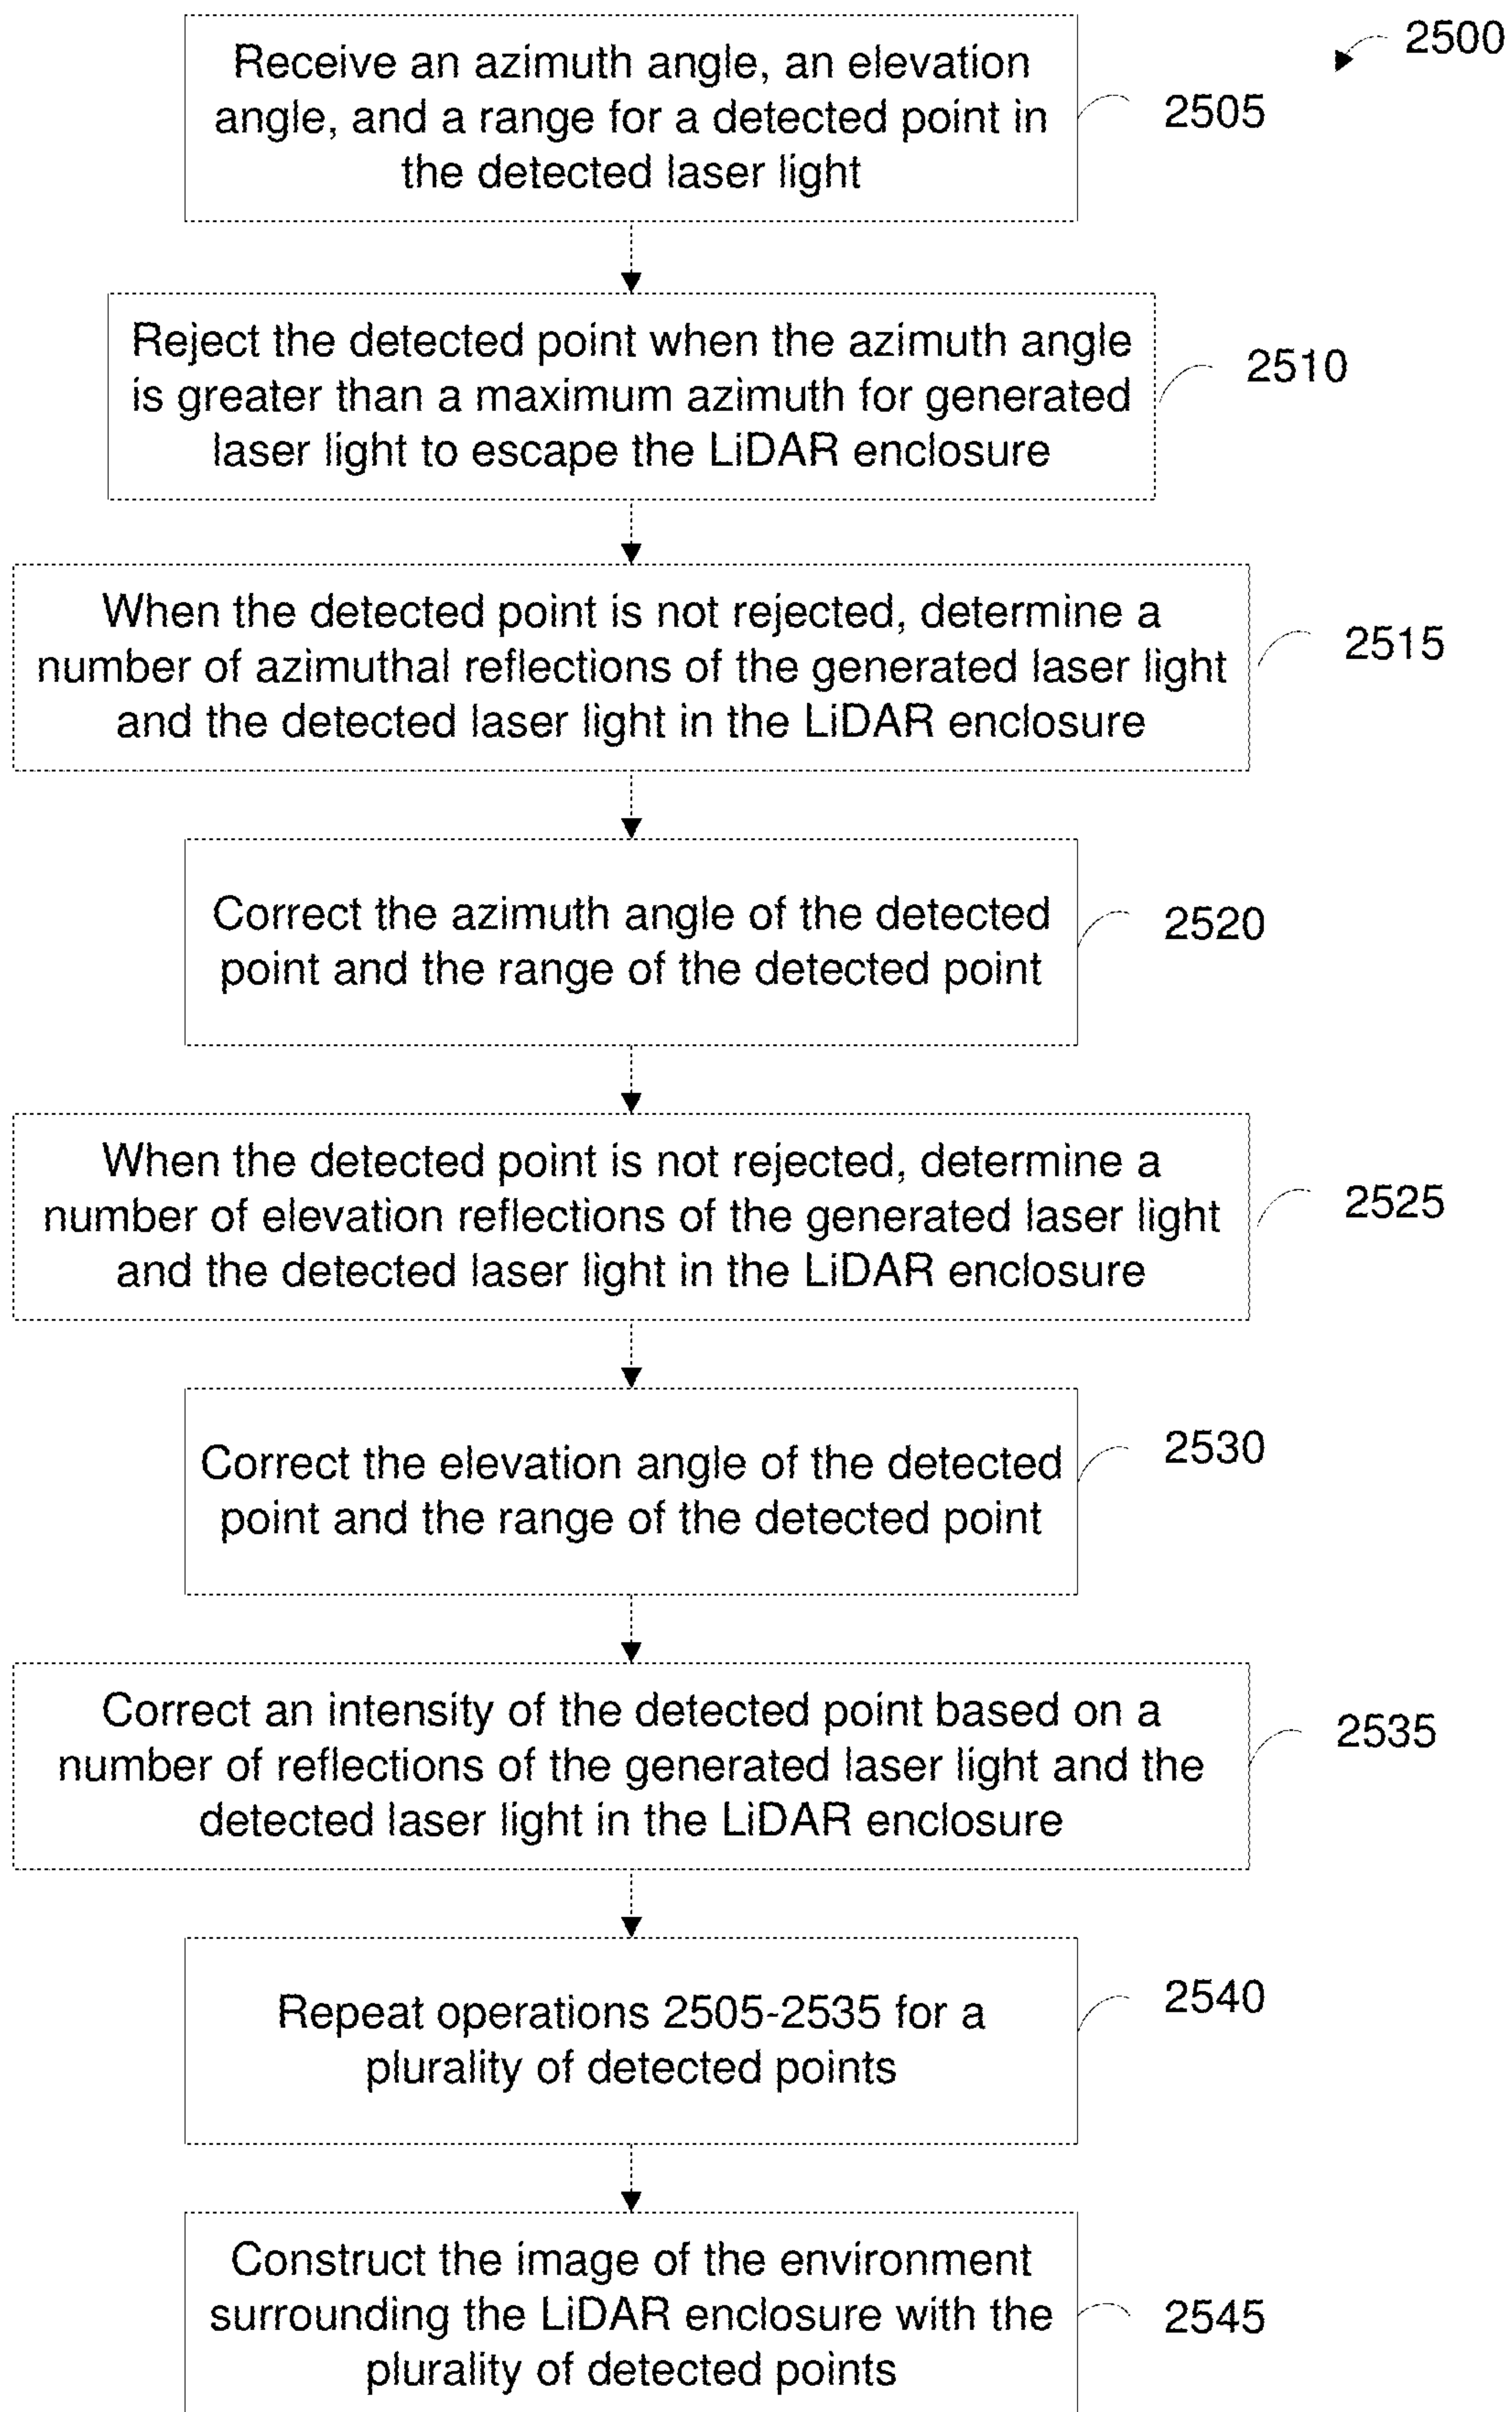 2500
Receive an azimuth angle, an elevation
angle, and a range for a detected point in
the detected laser light
2505
Reject the detected point when the azimuth angle
is greater than a maximum azimuth for generated
laser light to escape the LiDAR enclosure
2510
When the detected point is not rejected, determine a
number of azimuthal reflections of the generated laser light
and the detected laser light in the LiDAR enclosure
2515
Correct the azimuth angle of the detected
point and the range of the detected point
2520
When the detected point is not rejected, determine a
number of elevation reflections of the generated laser light
and the detected laser light in the LiDAR enclosure
2525
Correct the elevation angle of the detected
point and the range of the detected point
2530
Correct an intensity of the detected point based on a
number of reflections of the generated laser light and the
detected laser light in the LiDAR enclosure
2535
Repeat operations 2505-2535 for a
plurality of detected points
2540
Construct the image of the environment
surrounding the LiDAR enclosure with the
plurality of detected points
2545